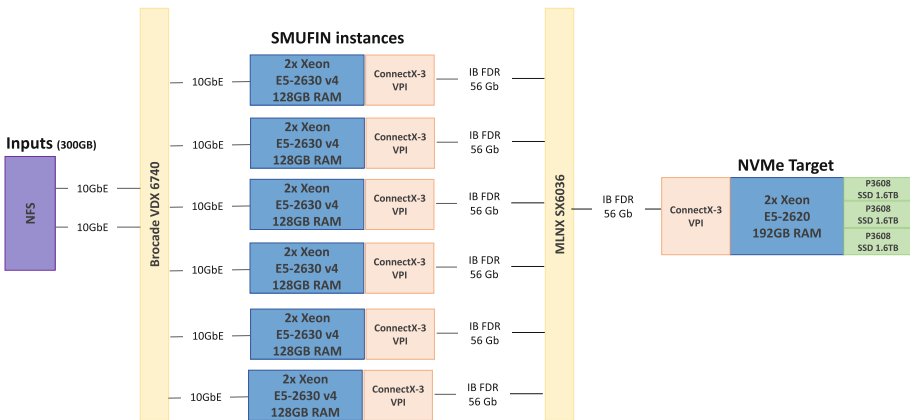 SMUFIN instances
Inputs (300GB)
NFS
10GbE
10GbE
Brocade VDX 6740
10GbE
2x Xeon
E5-2630 v4
128GB RAM
ConnectX-3
VPI
IB FDR
56 Gb
10GbE
2x Xeon
E5-2630 v4
128GB RAM
ConnectX-3
VPI
IB FDR
56 Gb
10GbE
2x Xeon
E5-2630 v4
128GB RAM
ConnectX-3
VPI
IB FDR
56 Gb
10GbE
2x Xeon
E5-2630 v4
128GB RAM
ConnectX-3
VPI
IB FDR
56 Gb
10GbE
2x Xeon
E5-2630 v4
128GB RAM
ConnectX-3
VPI
IB FDR
56 Gb
10GbE
2x Xeon
E5-2630 v4
128GB RAM
ConnectX-3
VPI
IB FDR
56 Gb
MLNX SX6036
IB FDR
56 Gb
NVMe Target
ConnectX-3
VPI
2x Xeon
E5-2620
192GB RAM
P3608
SSD 1.6TB
P3608
SSD 1.6TB
P3608
SSD 1.6TB